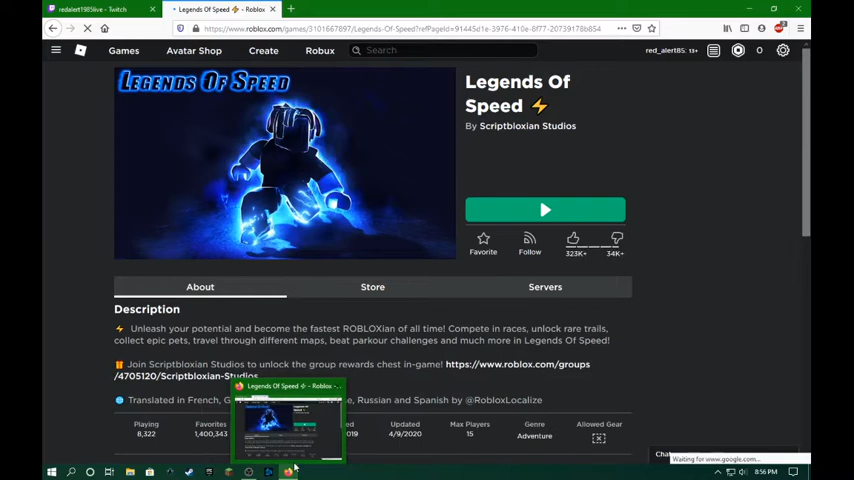 redalert1985live - Twitch
Legends Of Speed ⚡ - Roblox
https://www.roblox.com/games/3101667897/Legends-Of-Speed?refPageId=91445d1e-3976-410e-8f77-20739178b854
Games
Avatar Shop
Create
Robux
Search
red_alert85: 13+
0
LEGENDS OF SPEED
Legends Of
Speed ⚡
By Scriptbloxian Studios
Favorite
Follow
323K+
34K+
About
Store
Servers
Description
⚡ Unleash your potential and become the fastest ROBLOXian of all time! Compete in races, unlock rare trails,
collect epic pets, travel through different maps, beat parkour challenges and much more in Legends Of Speed!
Join Scriptbloxian Studios to unlock the group rewards chest in-game! https://www.roblox.com/groups
/4705120/Scriptbloxian-Studios
Translated in French, Russian and Spanish by @RobloxLocalize
Legends Of Speed ⚡ - Roblox -...
Playing
Favorites
Updated
Max Players
Genre
Allowed Gear
8,322
1,400,343
019
4/9/2020
15
Adventure
Waiting for www.google.com...
8:56 PM